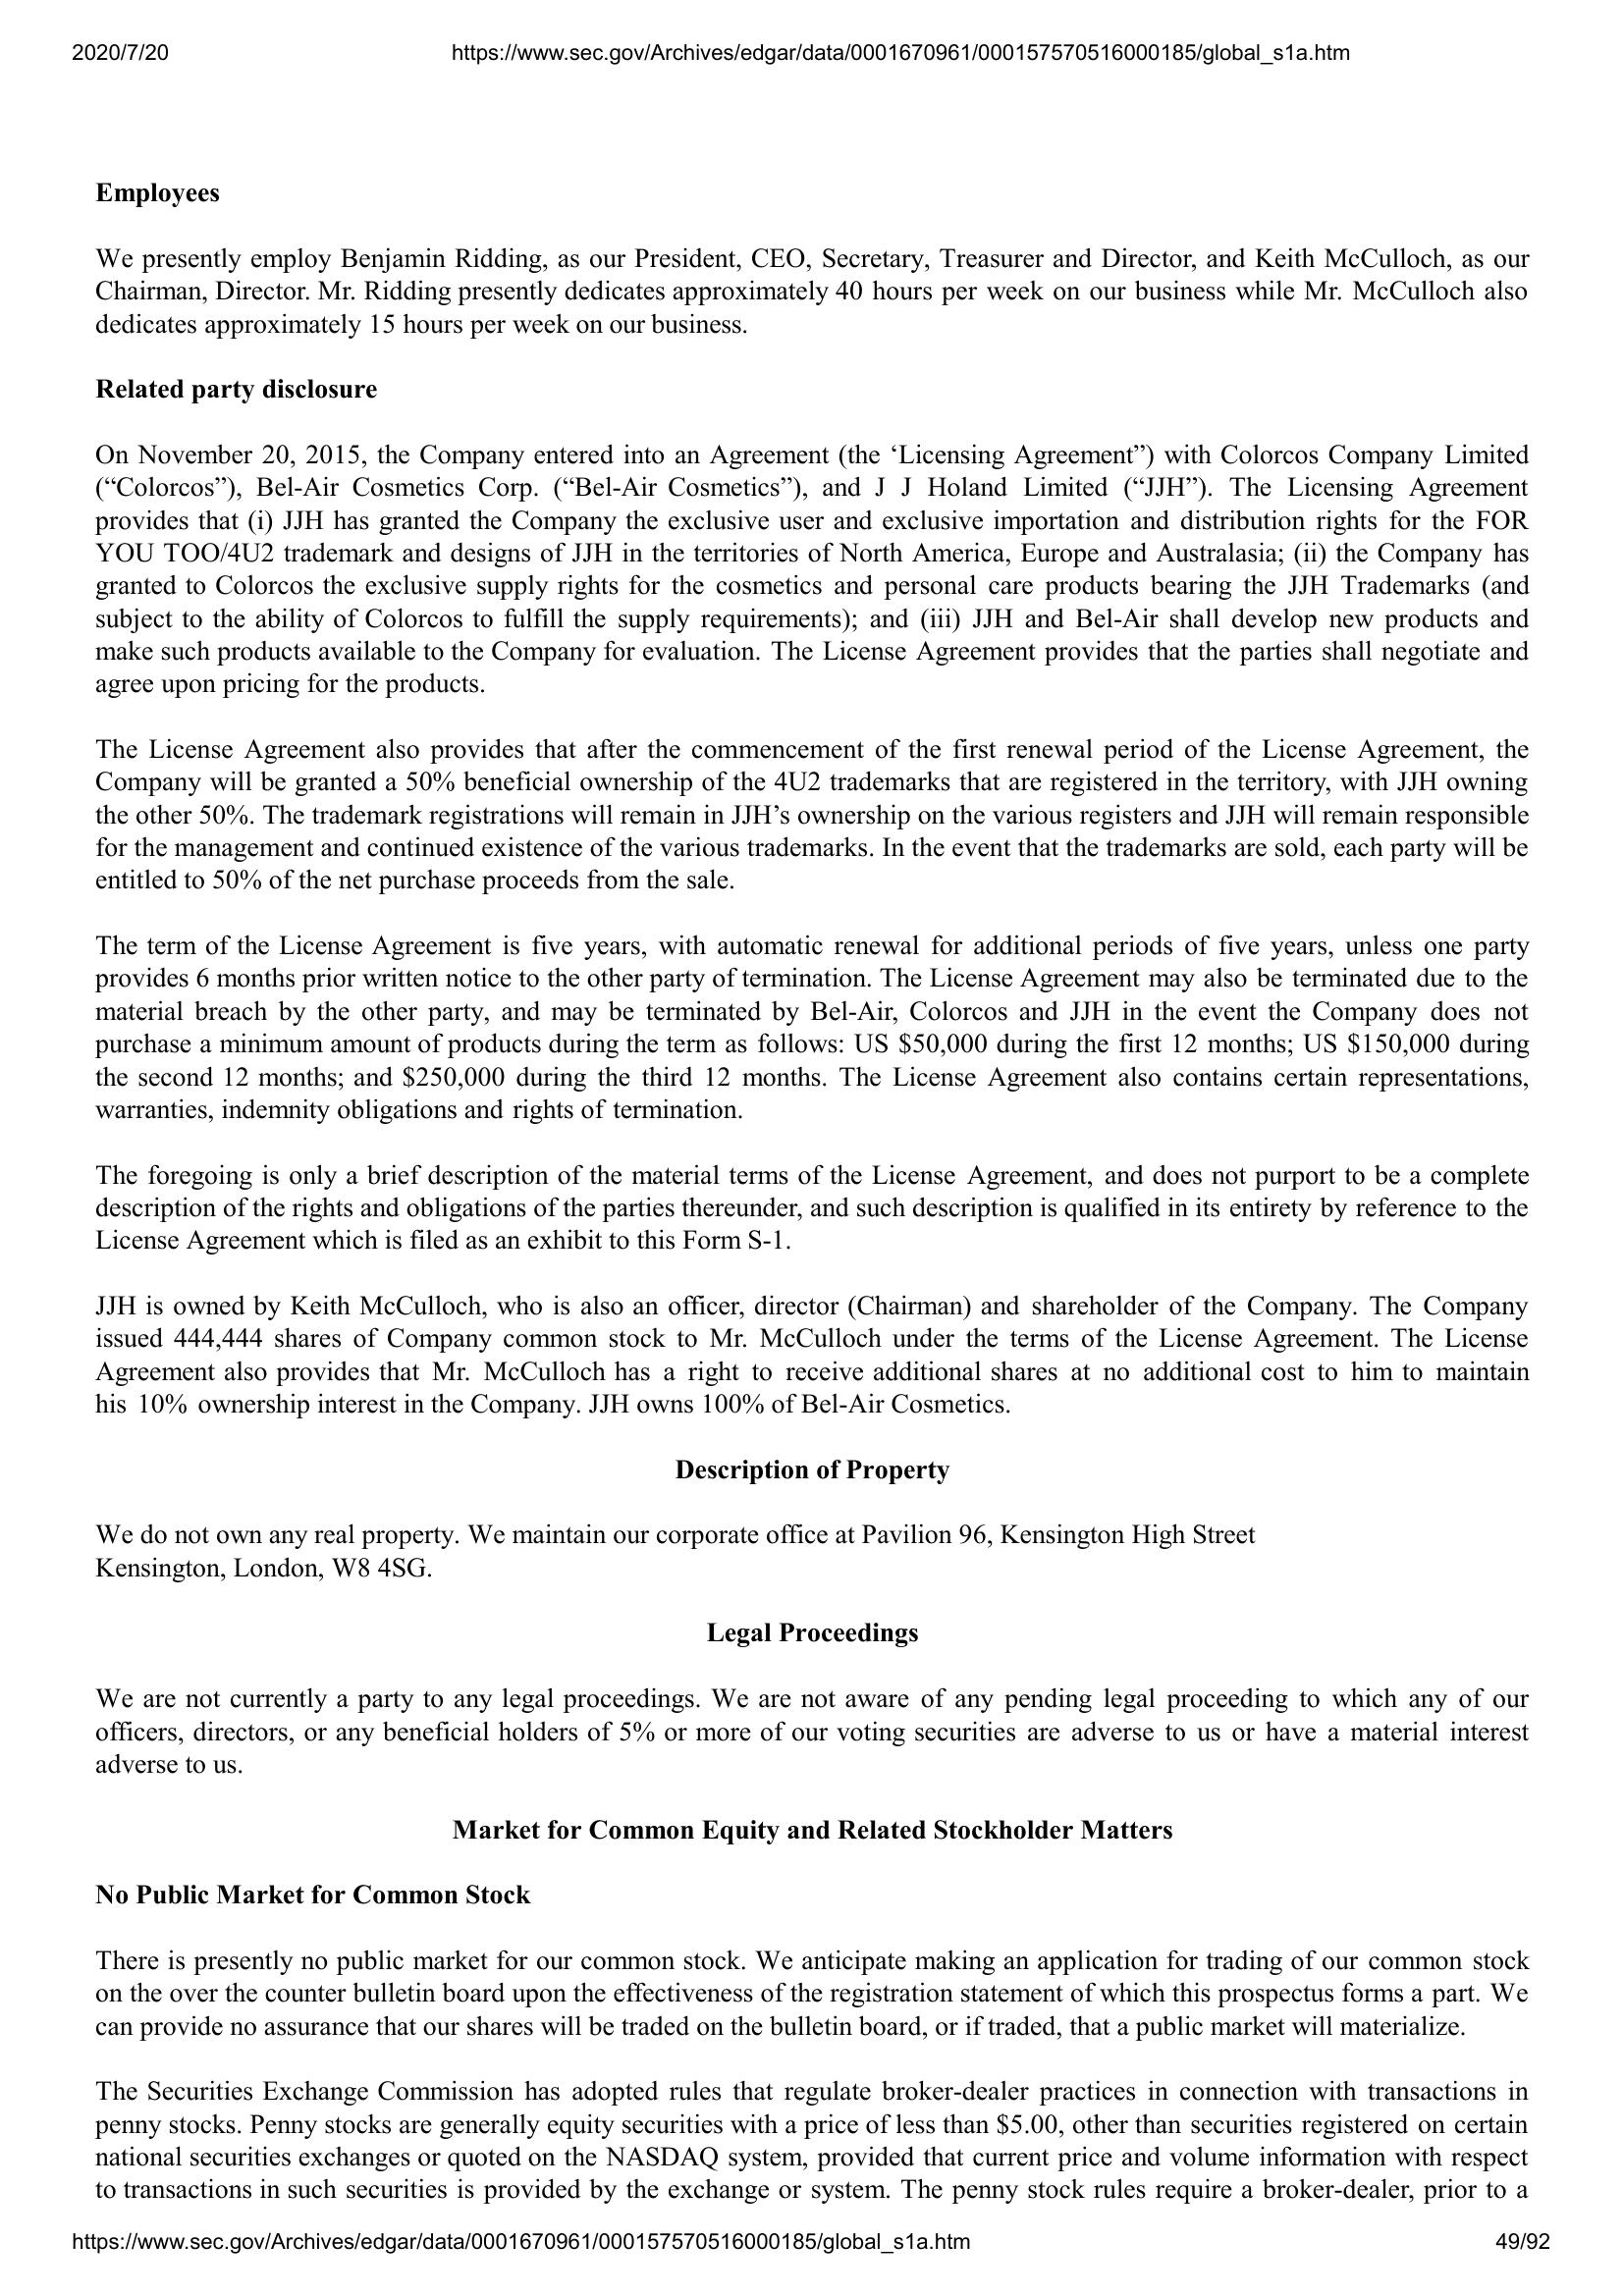 2020/7/20
https://www.sec.gov/Archives/edgar/data/0001670961/000157570516000185/global_s1a.htm
Employees
We presently employ Benjamin Ridding, as our President, CEO, Secretary, Treasurer and Director, and Keith McCulloch, as our
Chairman, Director. Mr. Ridding presently dedicates approximately 40 hours per week on our business while Mr. McCulloch also
dedicates approximately 15 hours per week on our business.
Related party disclosure
On November 20, 2015, the Company entered into an Agreement (the ‘Licensing Agreement”) with Colorcos Company Limited
(“Colorcos”), Bel-Air Cosmetics Corp. (“Bel-Air Cosmetics”), and J J Holand Limited (“JJH”). The Licensing Agreement
provides that (i) JJH has granted the Company the exclusive user and exclusive importation and distribution rights for the FOR
YOU TOO/4U2 trademark and designs of JJH in the territories of North America, Europe and Australasia; (ii) the Company has
granted to Colorcos the exclusive supply rights for the cosmetics and personal care products bearing the JJH Trademarks (and
subject to the ability of Colorcos to fulfill the supply requirements); and (iii) JJH and Bel-Air shall develop new products and
make such products available to the Company for evaluation. The License Agreement provides that the parties shall negotiate and
agree upon pricing for the products.
The License Agreement also provides that after the commencement of the first renewal period of the License Agreement, the
Company will be granted a 50% beneficial ownership of the 4U2 trademarks that are registered in the territory, with JJH owning
the other 50%. The trademark registrations will remain in JJH’s ownership on the various registers and JJH will remain responsible
for the management and continued existence of the various trademarks. In the event that the trademarks are sold, each party will be
entitled to 50% of the net purchase proceeds from the sale.
The term of the License Agreement is five years, with automatic renewal for additional periods of five years, unless one party
provides 6 months prior written notice to the other party of termination. The License Agreement may also be terminated due to the
material breach by the other party, and may be terminated by Bel-Air, Colorcos and JJH in the event the Company does not
purchase a minimum amount of products during the term as follows: US $50,000 during the first 12 months; US $150,000 during
the second 12 months; and $250,000 during the third 12 months. The License Agreement also contains certain representations,
warranties, indemnity obligations and rights of termination.
The foregoing is only a brief description of the material terms of the License Agreement, and does not purport to be a complete
description of the rights and obligations of the parties thereunder, and such description is qualified in its entirety by reference to the
License Agreement which is filed as an exhibit to this Form S-1.
JJH is owned by Keith McCulloch, who is also an officer, director (Chairman) and shareholder of the Company. The Company
issued 444,444 shares of Company common stock to Mr. McCulloch under the terms of the License Agreement. The License
Agreement also provides that Mr. McCulloch has a right to receive additional shares at no additional cost to him to maintain
his 10% ownership interest in the Company. JJH owns 100% of Bel-Air Cosmetics.
Description of Property
We do not own any real property. We maintain our corporate office at Pavilion 96, Kensington High Street
Kensington, London, W8 4SG.
Legal Proceedings
We are not currently a party to any legal proceedings. We are not aware of any pending legal proceeding to which any of our
officers, directors, or any beneficial holders of 5% or more of our voting securities are adverse to us or have a material interest
adverse to us.
Market for Common Equity and Related Stockholder Matters
No Public Market for Common Stock
There is presently no public market for our common stock. We anticipate making an application for trading of our common stock
on the over the counter bulletin board upon the effectiveness of the registration statement of which this prospectus forms a part. We
can provide no assurance that our shares will be traded on the bulletin board, or if traded, that a public market will materialize.
The Securities Exchange Commission has adopted rules that regulate broker-dealer practices in connection with transactions in
penny stocks. Penny stocks are generally equity securities with a price of less than $5.00, other than securities registered on certain
national securities exchanges or quoted on the NASDAQ system, provided that current price and volume information with respect
to transactions in such securities is provided by the exchange or system. The penny stock rules require a broker-dealer, prior to a
https://www.sec.gov/Archives/edgar/data/0001670961/000157570516000185/global_s1a.htm
49/92